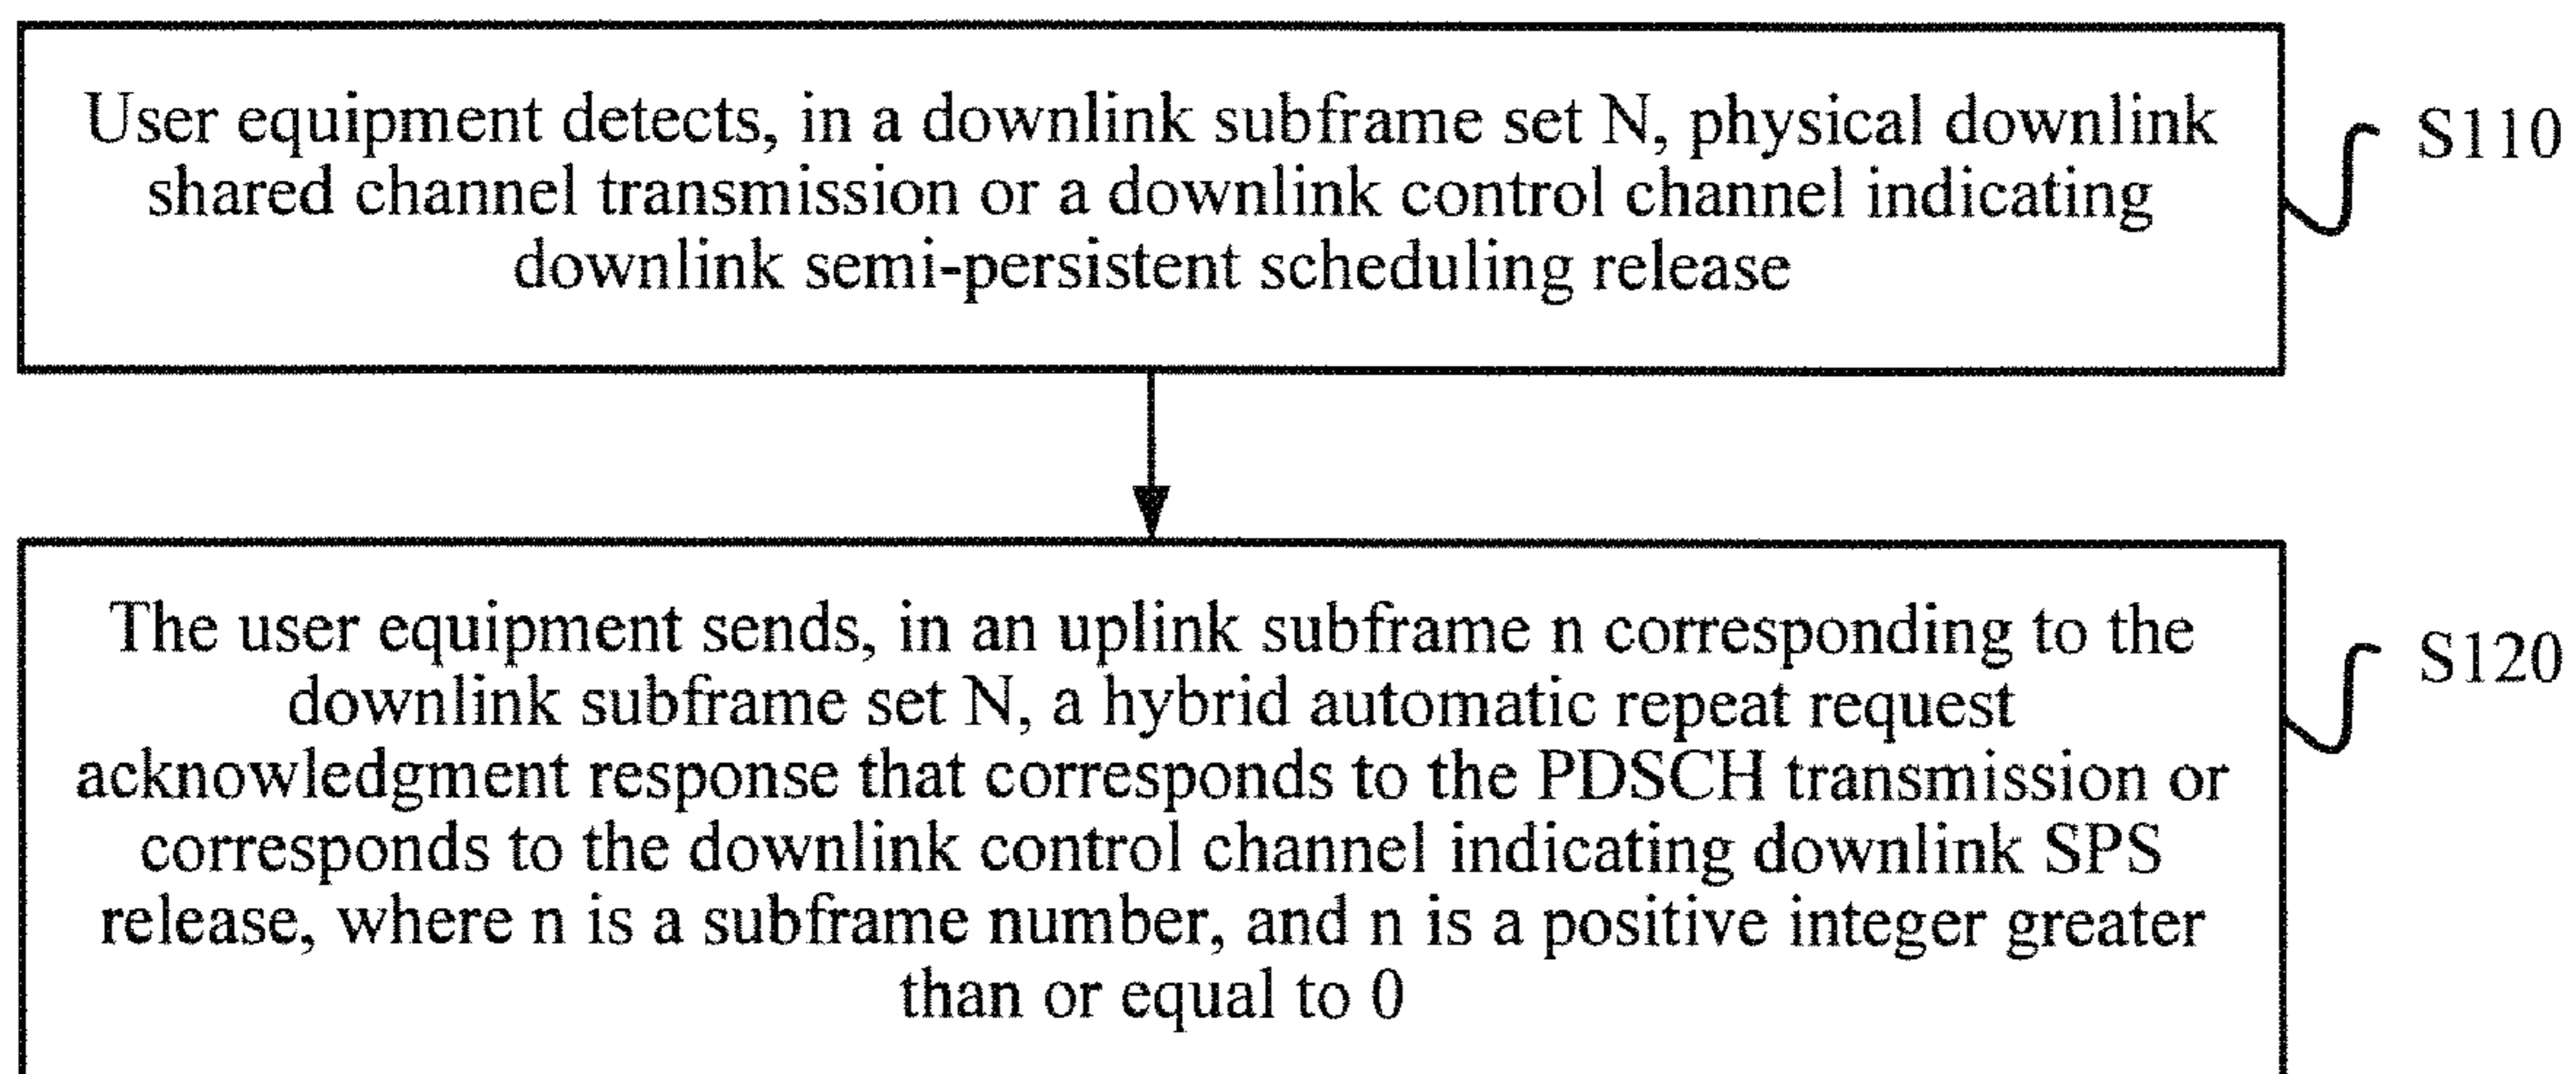 User equipment detects, in a downlink subframe set N, physical downlink
shared channel transmission or a downlink control channel indicating
downlink semi-persistent scheduling release
S110
The user equipment sends, in an uplink subframe n corresponding to the
downlink subframe set N, a hybrid automatic repeat request
acknowledgment response that corresponds to the PDSCH transmission or
corresponds to the downlink control channel indicating downlink SPS
release, where n is a subframe number, and n is a positive integer greater
than or equal to 0
S120